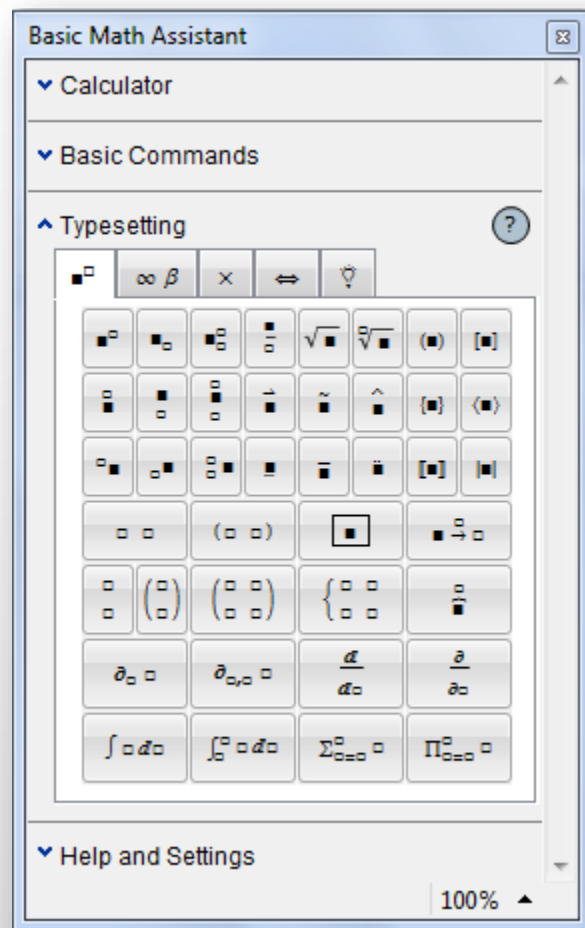 Basic Math Assistant
Calculator
Basic Commands
Typesetting ?
■□ ∞ β × ⇔
■□ ■□ ■□□ ■/□ √■ □√■ (■) [■]
□■ ■□ □■□ ■⃗ ■̃ ■̂ {■} ⟨■⟩
□■ □■ □□■ ■̲ ■̅ ■̈ ⟦■⟧ |■|
□ □ (□ □) ■ ■ →□ □
□ □ (□ □) (□ □ □ □) { □ □ □ □ □■
∂□ □ ∂□,□ □ ⅆ/ⅆ□ ∂/∂□
∫ □ ⅆ□ ∫□□ □ ⅆ□ Σ□□=□ □ Π□□=□ □
Help and Settings
100% ▲